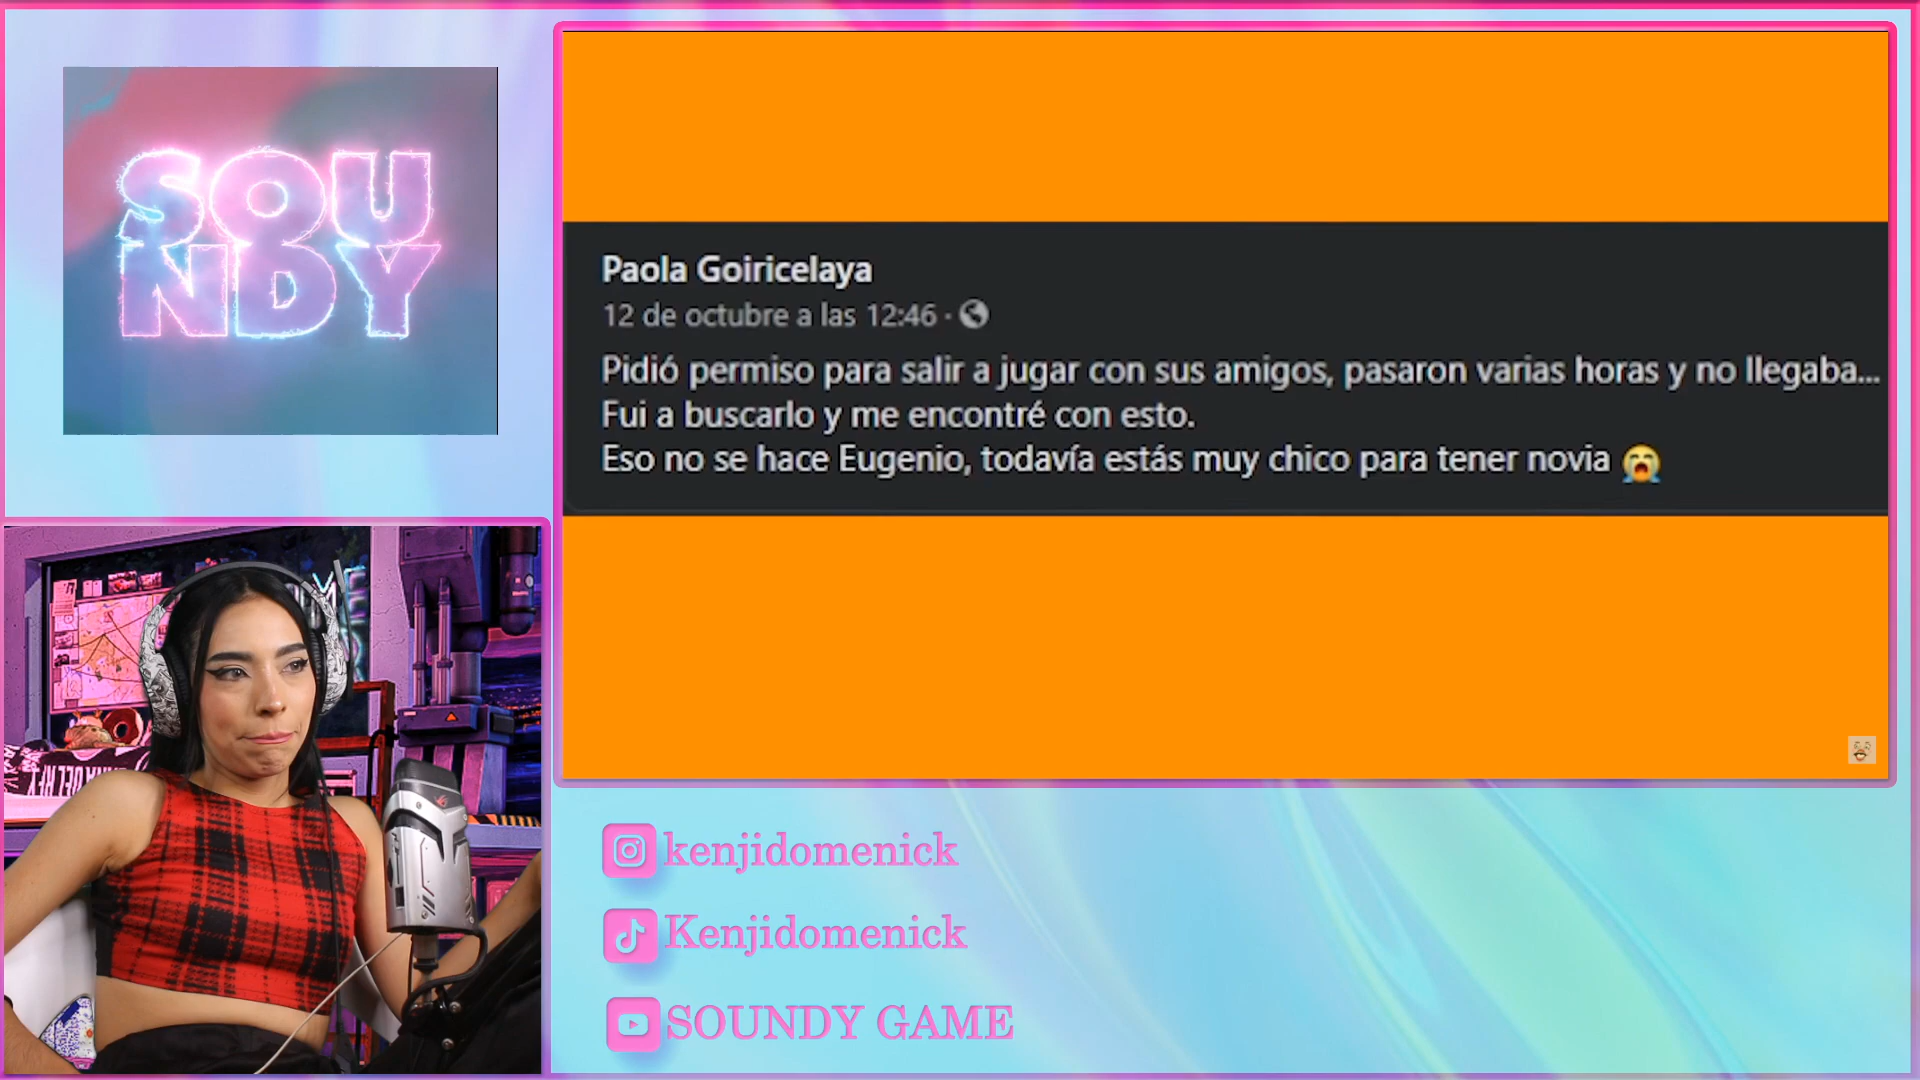 SOU
NDY
Paola Goiricelaya
12 de octubre a las 12:46 ·
Pidió permiso para salir a jugar con sus amigos, pasaron varias horas y no llegaba...
Fui a buscarlo y me encontré con esto.
Eso no se hace Eugenio, todavía estás muy chico para tener novia 😭
kenjidomenick
Kenjidomenick
SOUNDY GAME